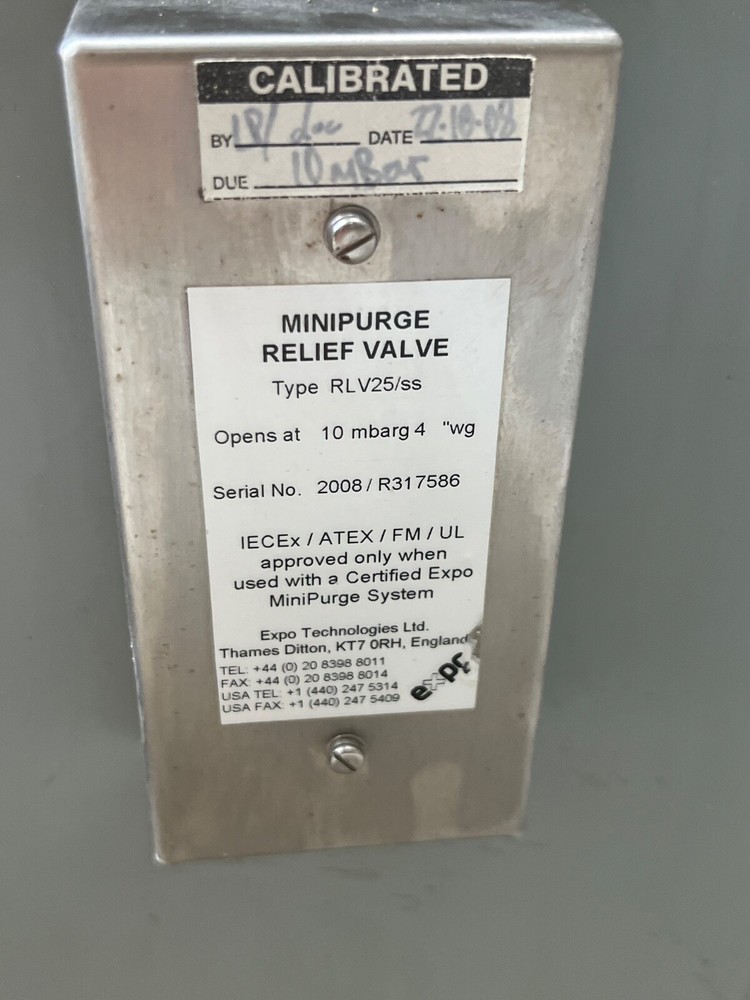 CALIBRATED
BY DATE 22-10-08
DUE 10 mBar
MINIPURGE
RELIEF VALVE
Type RLV25/ss
Opens at 10 mbarg 4 "wg
Serial No. 2008 / R317586
IECEx / ATEX / FM / UL
approved only when
used with a Certified Expo
MiniPurge System
Expo Technologies Ltd.
Thames Ditton, KT7 0RH, England
TEL: +44 (0) 20 8398 8011
FAX: +44 (0) 20 8398 8014
USA TEL: +1 (440) 247 5314
USA FAX: +1 (440) 247 5409